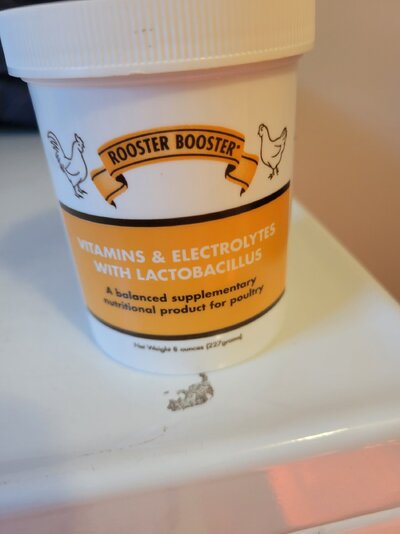 ROOSTER BOOSTER®
VITAMINS & ELECTROLYTES
WITH LACTOBACILLUS
A balanced supplementary
nutritional product for poultry
Net Weight 8 ounces (227grams)